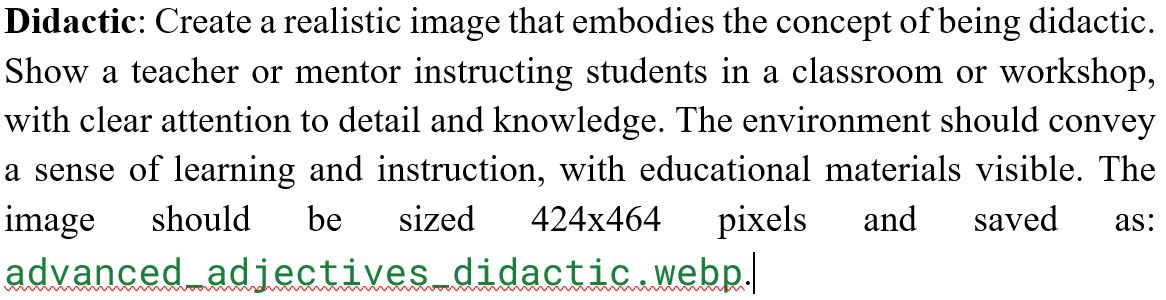 Didactic: Create a realistic image that embodies the concept of being didactic.
Show a teacher or mentor instructing students in a classroom or workshop,
with clear attention to detail and knowledge. The environment should convey
a sense of learning and instruction, with educational materials visible. The
image should be sized 424x464 pixels and saved as:
advanced_adjectives_didactic.webp.